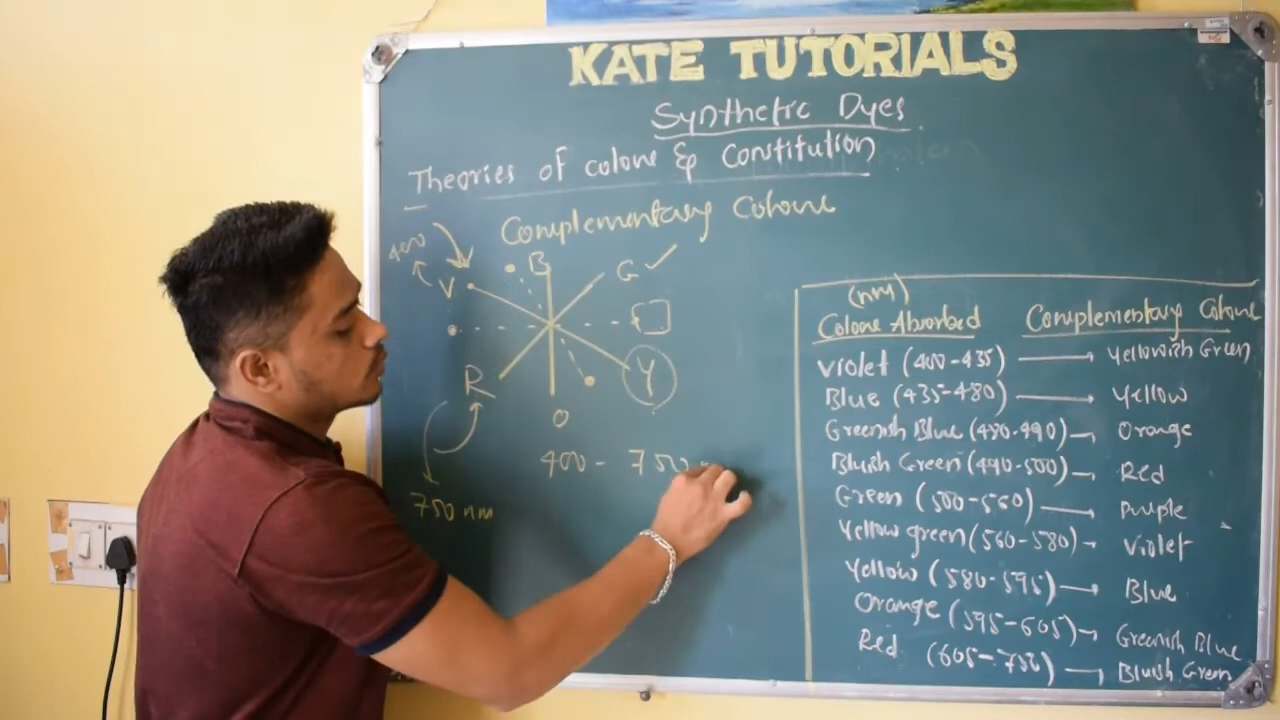 KATE TUTORIALS
Synthetic Dyes
Theories of colour & Constitution
Complementary Colour
400
B
G ✓
V
R
Y
O
400 - 750
750 nm
(nm)
Colour Absorbed Complementary Colour
Violet (400-435) → Yellowish Green
Blue (435-480) → Yellow
Greenish Blue (480-490) → Orange
Bluish Green (490-500) → Red
Green (500-560) → Purple
Yellow green (560-580) → Violet
Yellow (580-595) → Blue
Orange (595-605) → Greenish Blue
Red (605-750) → Bluish Green